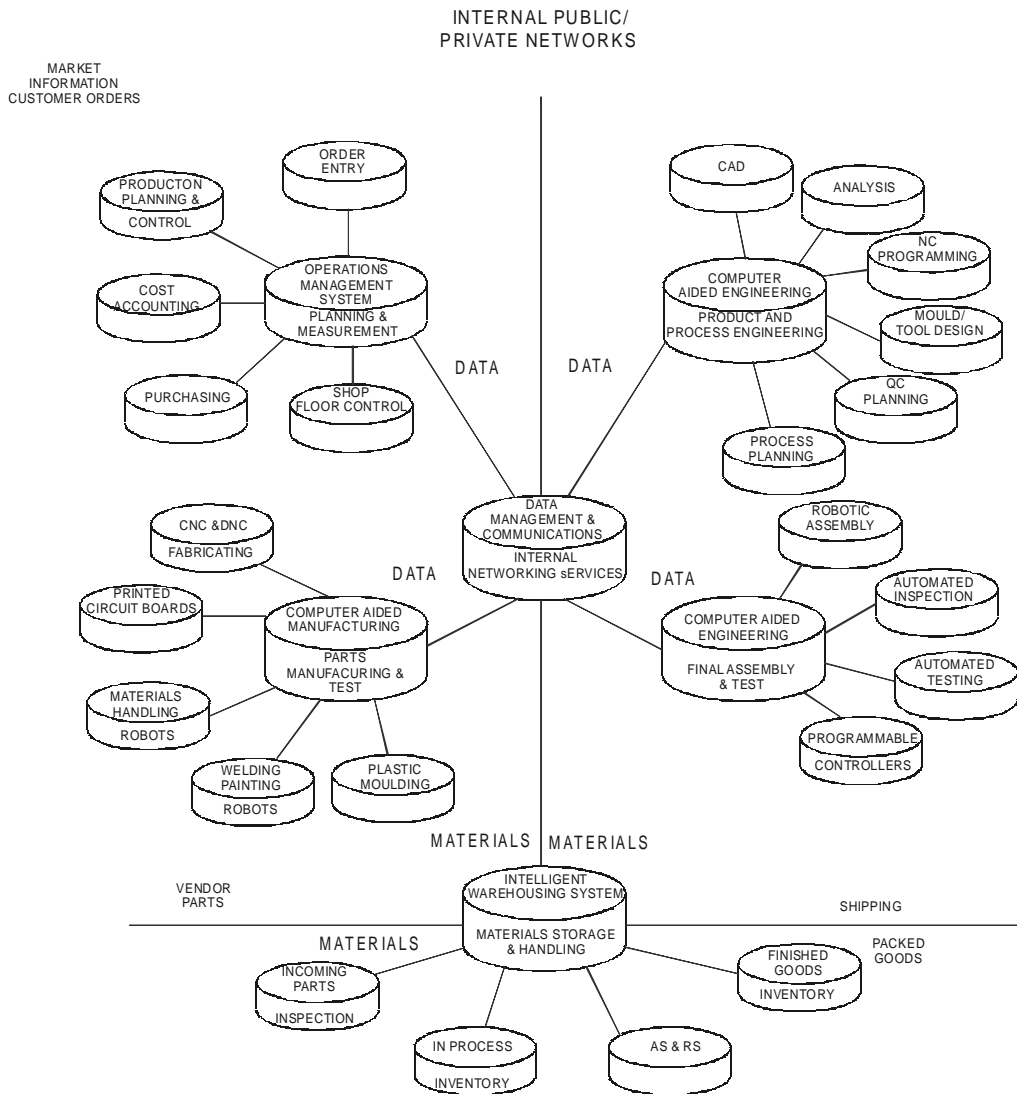 INTERNAL PUBLIC/
PRIVATE NETWORKS
MARKET
INFORMATION
CUSTOMER ORDERS
ORDER
ENTRY
PRODUCTON
PLANNING &
CONTROL
OPERATIONS
MANAGEMENT
SYSTEM
PLANNING &
MEASUREMENT
COST
ACCOUNTING
PURCHASING
SHOP
FLOOR CONTROL
DATA
CAD
ANALYSIS
NC
PROGRAMMING
COMPUTER
AIDED ENGINEERING
PRODUCT AND
PROCESS ENGINEERING
MOULD/
TOOL DESIGN
QC
PLANNING
PROCESS
PLANNING
DATA
DATA
MANAGEMENT &
COMMUNICATIONS
INTERNAL
NETWORKING sERVICES
CNC &DNC
FABRICATING
DATA
PRINTED
CIRCUIT BOARDS
COMPUTER AIDED
MANUFACTURING
PARTS
MANUFACURING &
TEST
MATERIALS
HANDLING
ROBOTS
WELDING
PAINTING
ROBOTS
PLASTIC
MOULDING
DATA
ROBOTIC
ASSEMBLY
AUTOMATED
INSPECTION
COMPUTER AIDED
ENGINEERING
FINAL ASSEMBLY
& TEST
AUTOMATED
TESTING
PROGRAMMABLE
CONTROLLERS
MATERIALS
MATERIALS
VENDOR
PARTS
INTELLIGENT
WAREHOUSING SYSTEM
MATERIALS STORAGE
& HANDLING
SHIPPING
PACKED
GOODS
MATERIALS
INCOMING
PARTS
INSPECTION
FINISHED
GOODS
INVENTORY
IN PROCESS
INVENTORY
AS & RS